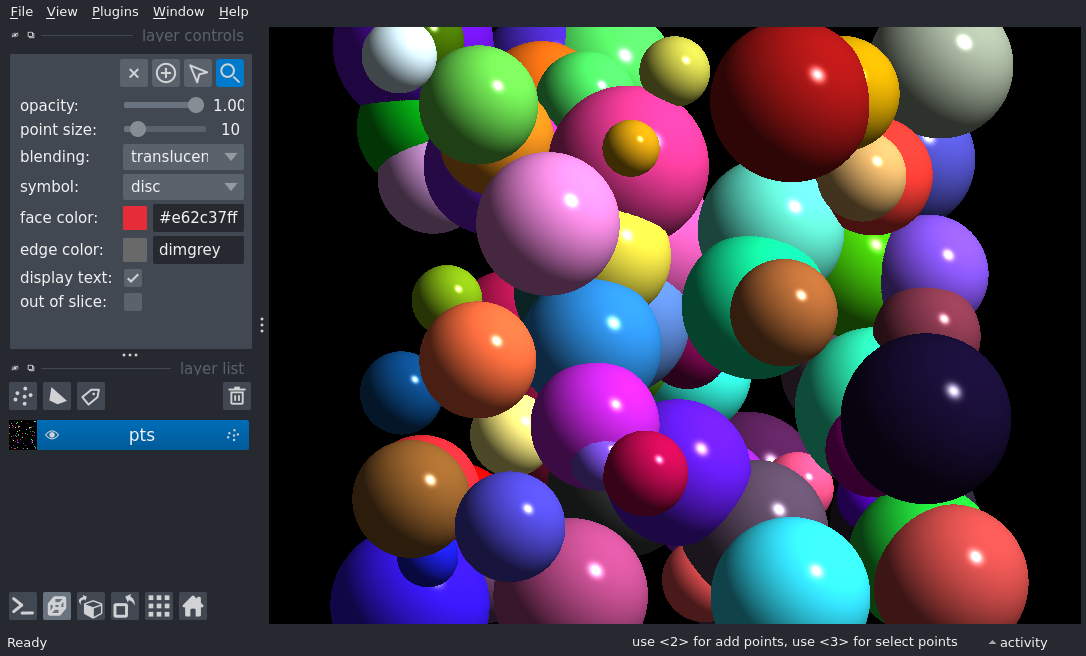 File View Plugins Window Help
layer controls
opacity: 1.00
point size: 10
blending: translucen
symbol: disc
face color: #e62c37ff
edge color: dimgrey
display text:
out of slice:
layer list
pts
Ready
use <2> for add points, use <3> for select points
activity